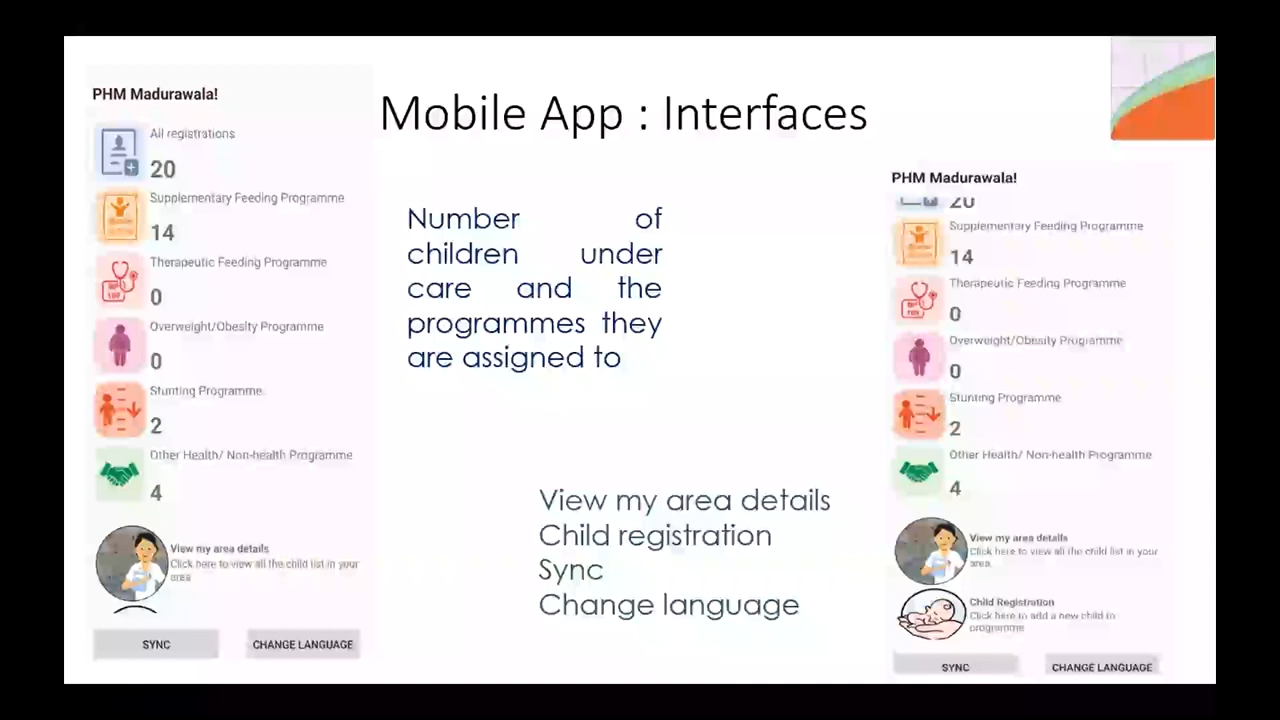 PHM Madurawala!
All registrations
20
Supplementary Feeding Programme
14
Therapeutic Feeding Programme
0
Overweight/Obesity Programme
0
Stunting Programme
2
Other Health/ Non-health Programme
4
View my area details
Click here to view all the child list in your
area
SYNC
CHANGE LANGUAGE
Mobile App : Interfaces
Number of
children under
care and the
programmes they
are assigned to
View my area details
Child registration
Sync
Change language
PHM Madurawala!
20
Supplementary Feeding Programme
14
Therapeutic Feeding Programme
0
Overweight/Obesity Programme
0
Stunting Programme
2
Other Health/ Non-health Programme
4
View my area details
Click here to view all the child list in your
area
Child Registration
Click here to add a new child to
programme
SYNC
CHANGE LANGUAGE